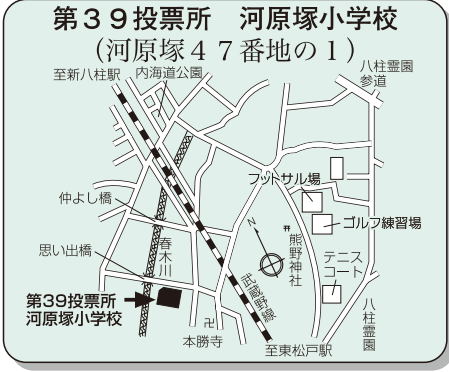 第３９投票所　河原塚小学校
（河原塚４７番地の１）
至新八柱駅
内海道公園
八柱霊園
参道
フットサル場
仲よし橋
ゴルフ練習場
N
熊野神社
思い出橋
春木川
テニス
コート
武蔵野線
第39投票所
河原塚小学校
八柱霊園
卍
本勝寺
至東松戸駅